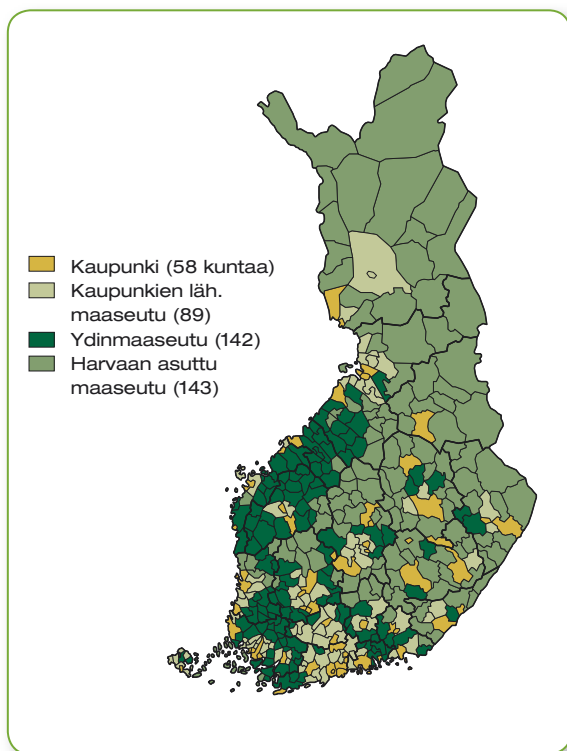 Kaupunki (58 kuntaa)
Kaupunkien läh.
maaseutu (89)
Ydinmaaseutu (142)
Harvaan asuttu
maaseutu (143)